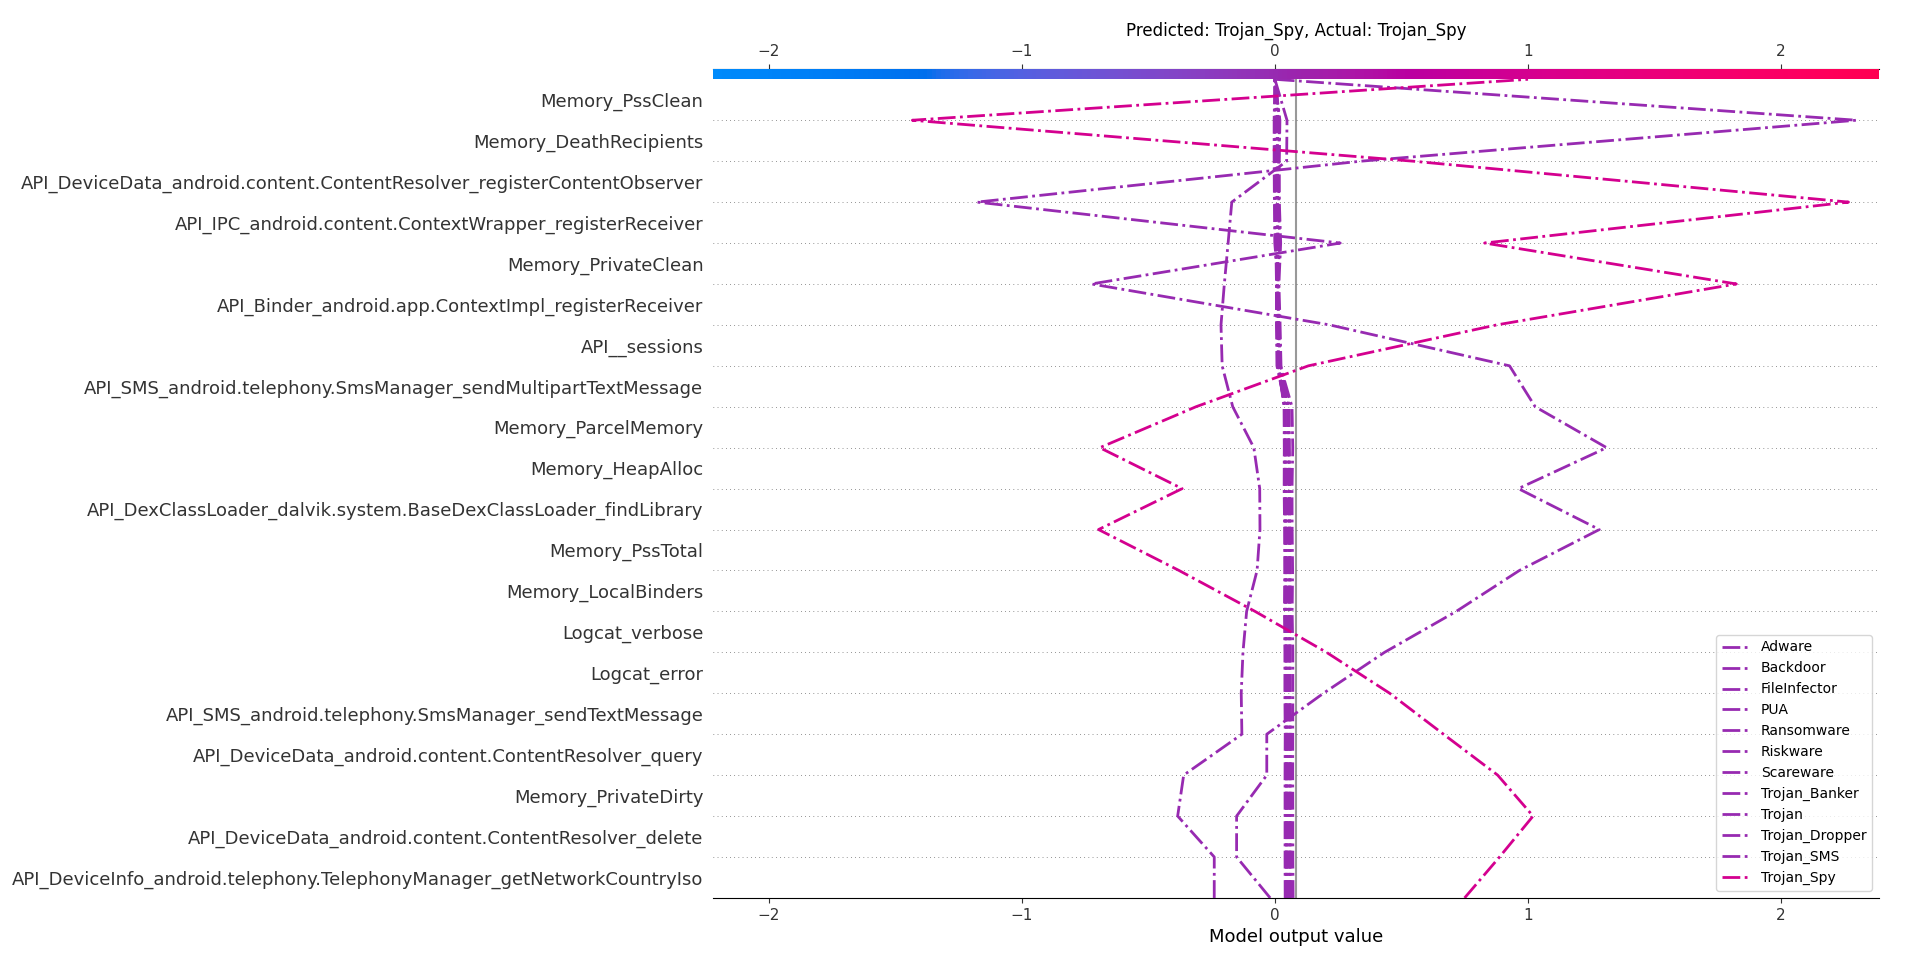 Predicted: Trojan_Spy, Actual: Trojan_Spy
−2 −1 0 1 2
Memory_PssClean
Memory_DeathRecipients
API_DeviceData_android.content.ContentResolver_registerContentObserver
API_IPC_android.content.ContextWrapper_registerReceiver
Memory_PrivateClean
API_Binder_android.app.ContextImpl_registerReceiver
API__sessions
API_SMS_android.telephony.SmsManager_sendMultipartTextMessage
Memory_ParcelMemory
Memory_HeapAlloc
API_DexClassLoader_dalvik.system.BaseDexClassLoader_findLibrary
Memory_PssTotal
Memory_LocalBinders
Logcat_verbose
Logcat_error
API_SMS_android.telephony.SmsManager_sendTextMessage
API_DeviceData_android.content.ContentResolver_query
Memory_PrivateDirty
API_DeviceData_android.content.ContentResolver_delete
API_DeviceInfo_android.telephony.TelephonyManager_getNetworkCountryIso
Adware
Backdoor
FileInfector
PUA
Ransomware
Riskware
Scareware
Trojan_Banker
Trojan
Trojan_Dropper
Trojan_SMS
Trojan_Spy
−2 −1 0 1 2
Model output value